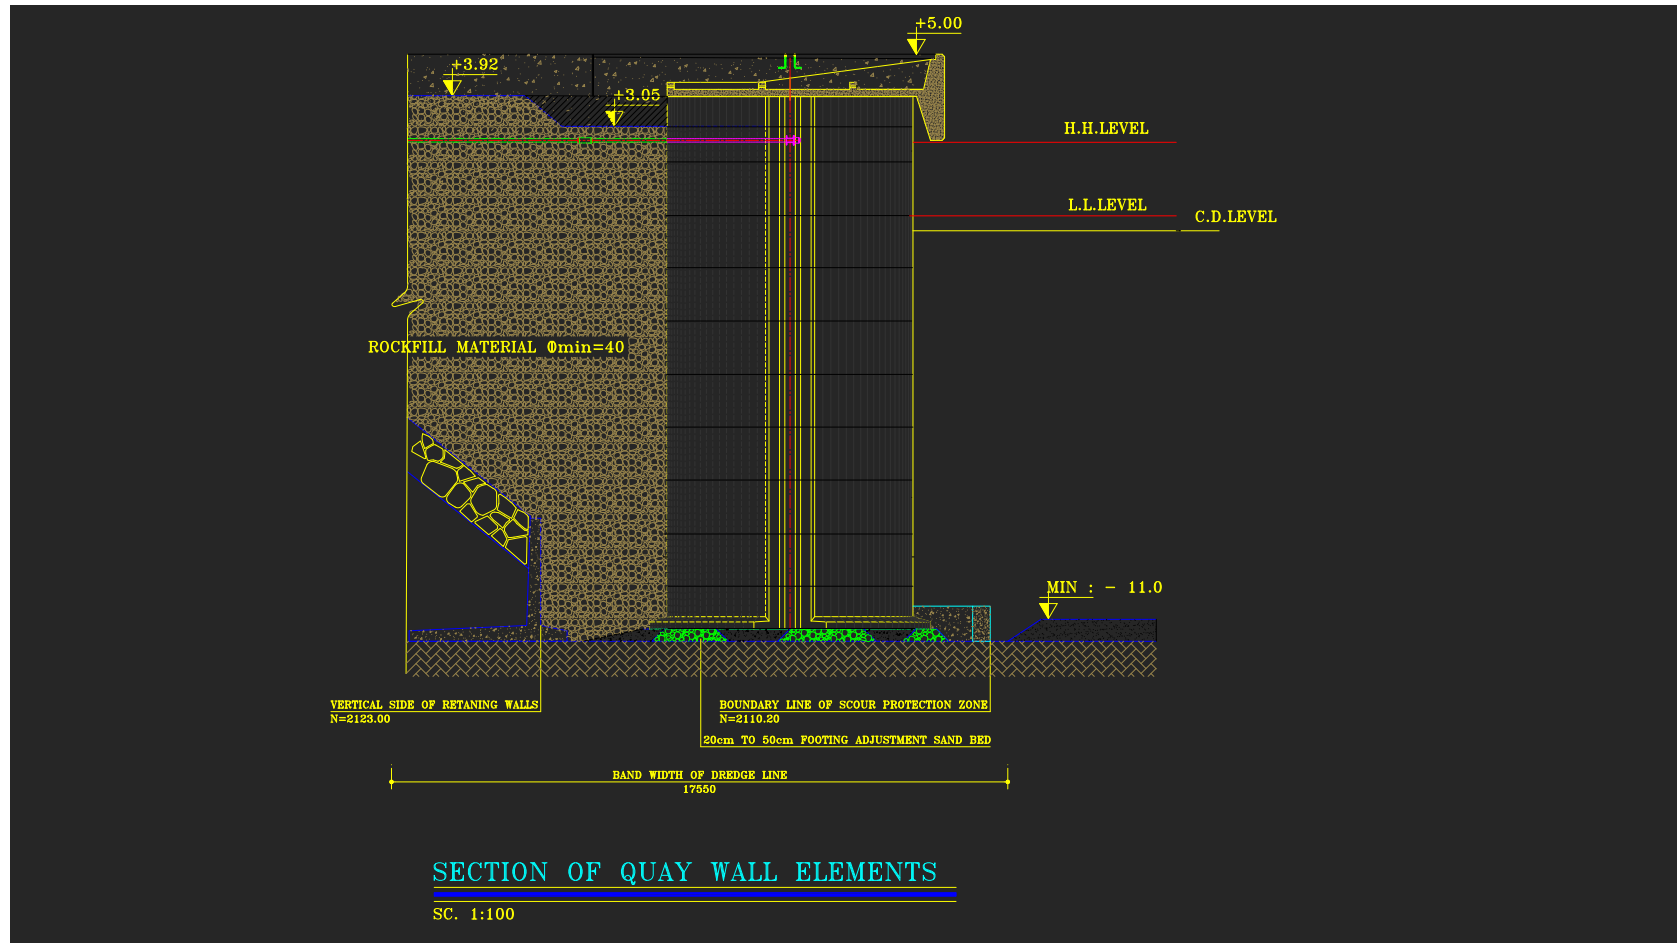 +5.00
+3.92
+3.05
H.H.LEVEL
L.L.LEVEL
C.D.LEVEL
ROCKFILL MATERIAL Φmin=40
MIN : - 11.0
VERTICAL SIDE OF RETANING WALLS
N=2123.00
BOUNDARY LINE OF SCOUR PROTECTION ZONE
N=2110.20
20cm TO 50cm FOOTING ADJUSTMENT SAND BED
BAND WIDTH OF DREDGE LINE
17550
SECTION OF QUAY WALL ELEMENTS
SC. 1:100